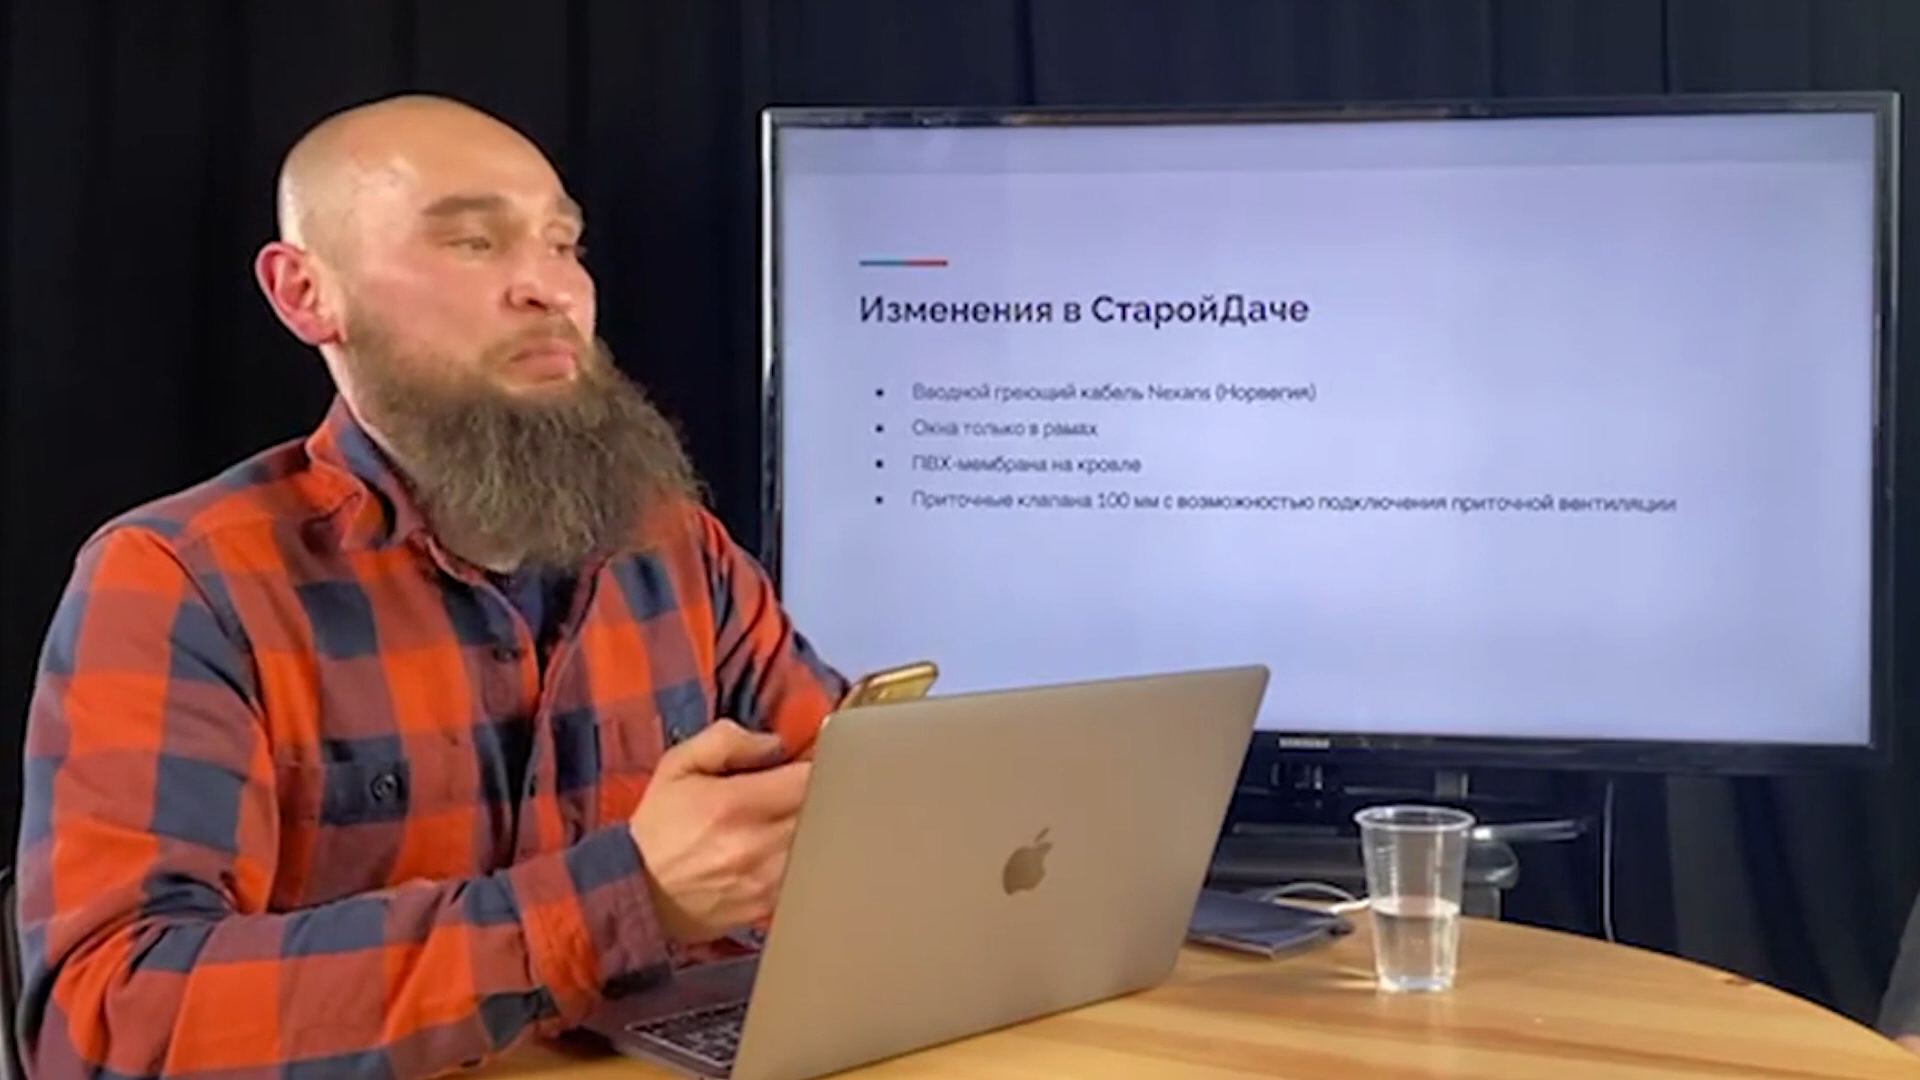 Изменения в СтаройДаче
Вводной греющий кабель Nexans (Норвегия)
Окна только в рамах
ПВХ-мембрана на кровле
Приточные клапана 100 мм с возможностью подключения приточной вентиляции
SAMSUNG